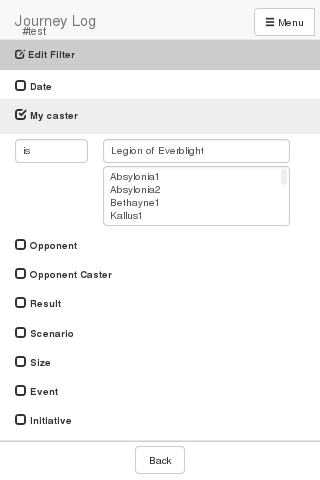 Journey Log
#test
Menu
Edit Filter
Date
My caster
is
Legion of Everblight
Absylonia1
Absylonia2
Bethayne1
Kallus1
Opponent
Opponent Caster
Result
Scenario
Size
Event
Initiative
Back